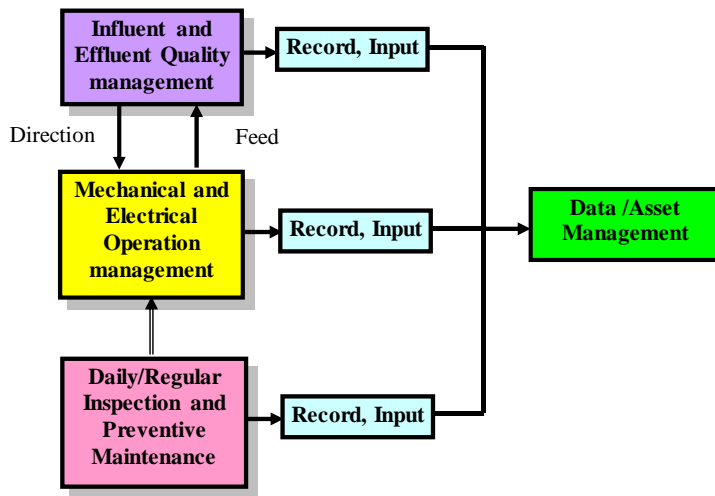 Influent and
Effluent Quality
management
Record, Input
Direction
Feed
Mechanical and
Electrical
Operation
management
Record, Input
Data /Asset
Management
Daily/Regular
Inspection and
Preventive
Maintenance
Record, Input